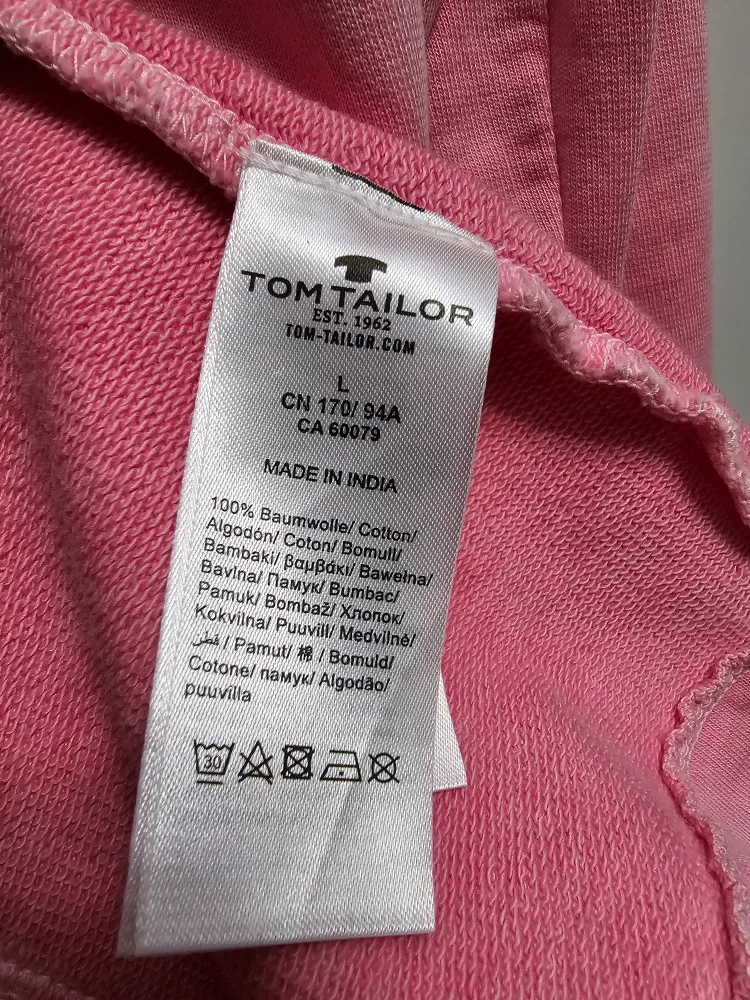 TOM TAILOR
EST. 1962
TOM-TAILOR.COM
L
CN 170/ 94A
CA 60079
MADE IN INDIA
100% Baumwolle/ Cotton/
Algodón/ Coton/ Bomull/
Bambaki/ βαμβάκι/ Bawełna/
Bavlna/ Памук/ Bumbac/
Pamuk/ Bombaž/ Хлопок/
Kokvilna/ Puuvill/ Medvilnė/
قطن / Pamut/ 棉 / Bomuld/
Cotone/ памук/ Algodão/
puuvilla
30